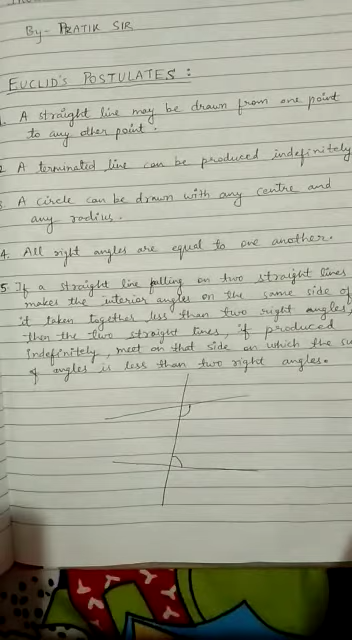 By- PRATIK SIR
EUCLID'S POSTULATES :
1. A straight line may be drawn from one point
to any other point.
2 A terminated line can be produced indefinitely
3 A circle can be drawn with any centre and
any radius.
4. All right angles are equal to one another.
5 If a straight line falling on two straight lines
makes the interior angles on the same side of
it taken together less than two right angles,
then the two straight lines, if produced
indefinitely, meet on that side on which the su
of angles is less than two right angles.